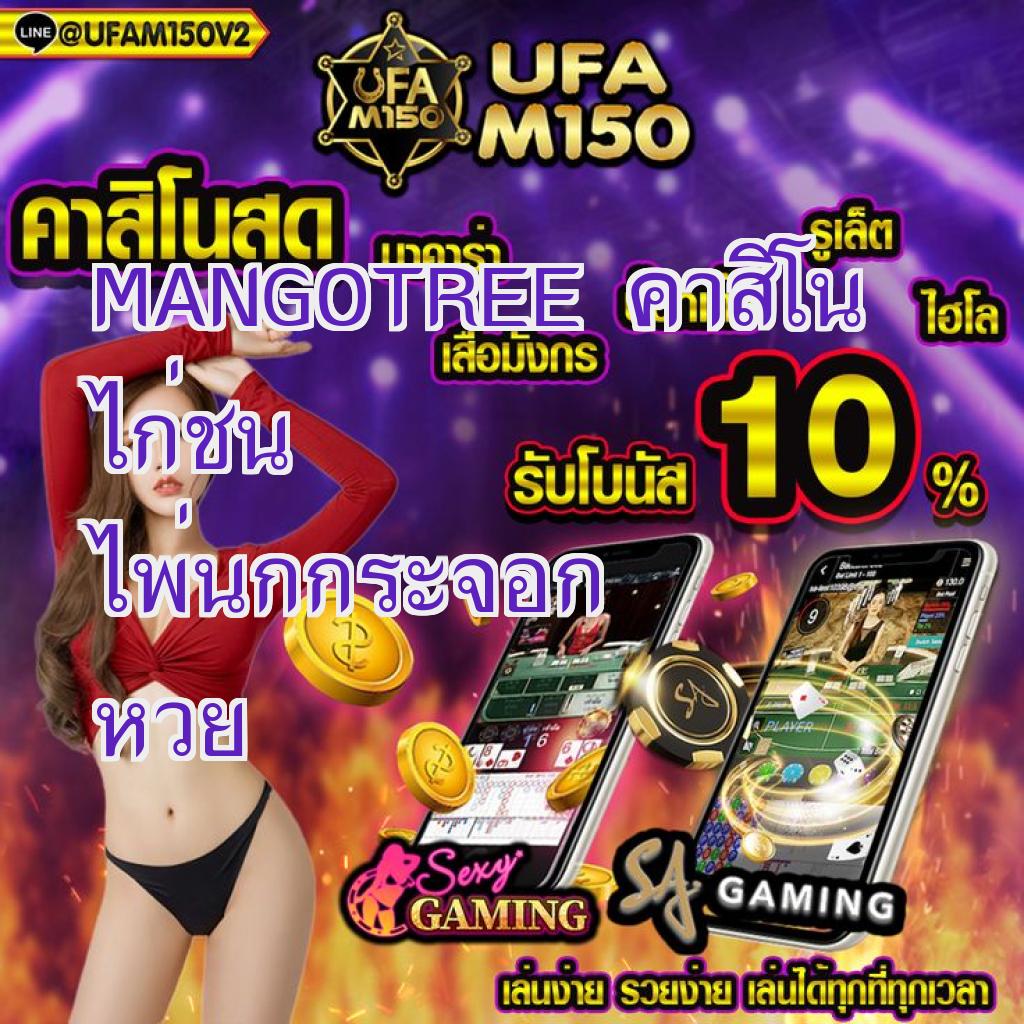 LINE @UFAM150V2
UFA
M150
UFA
M150
คาสิโนสด
บาคาร่า
รูเล็ต
ไฮโล
MANGOTREE คาสิโน
เสือมังกร
ไก่ชน
รับโบนัส 10 %
ไพ่นกกระจอก
หวย
PLAYER
Sexy
GAMING
SA GAMING
เล่นง่าย รวยง่าย เล่นได้ทุกที่ทุกเวลา